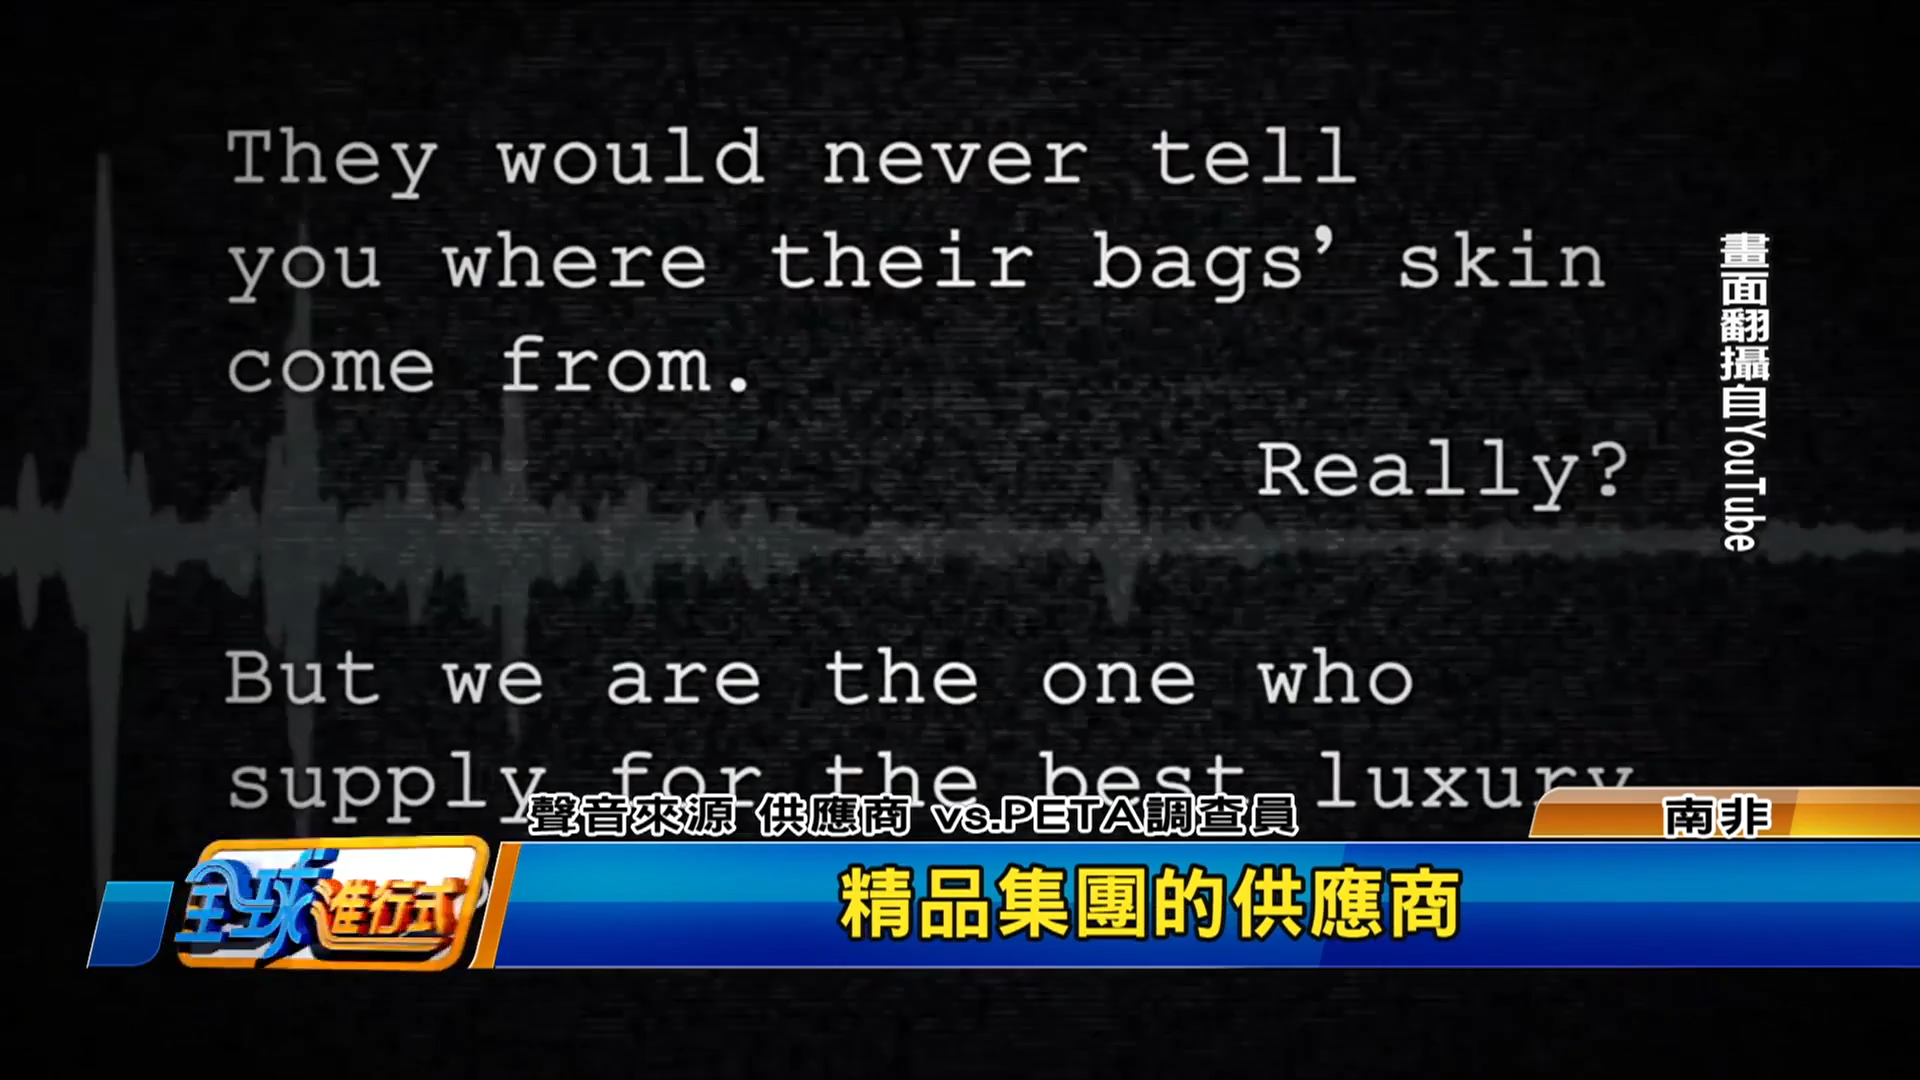 They would never tell
you where their bags’ skin
come from.
Really?
But we are the one who
supply for the best luxury
畫面翻攝自YouTube
聲音來源 供應商 vs.PETA調查員
南非
全球進行式
精品集團的供應商